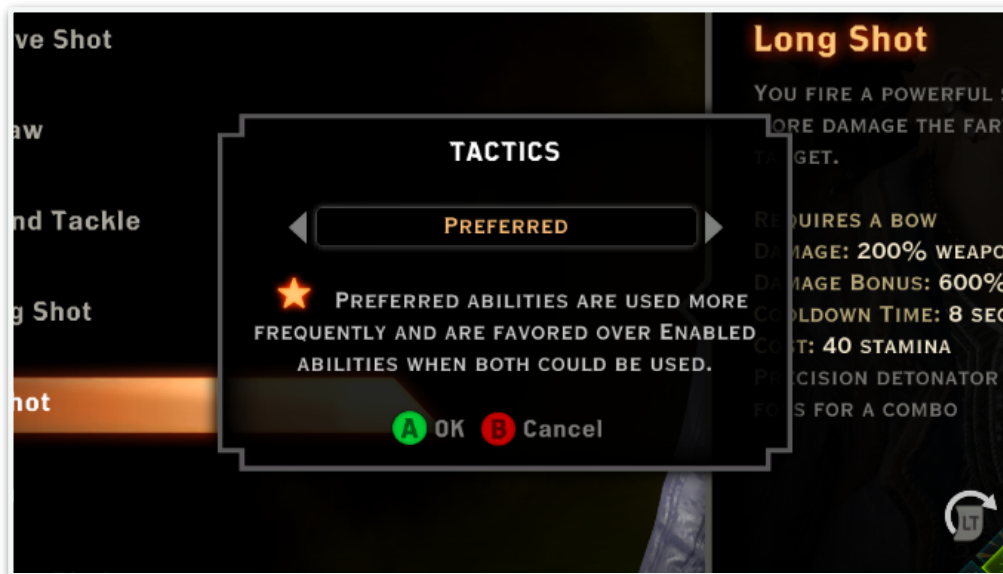 ve Shot
aw
nd Tackle
g Shot
hot
TACTICS
PREFERRED
PREFERRED ABILITIES ARE USED MORE
FREQUENTLY AND ARE FAVORED OVER ENABLED
ABILITIES WHEN BOTH COULD BE USED.
A OK B Cancel
Long Shot
YOU FIRE A POWERFUL
ORE DAMAGE THE FAR
TARGET.
REQUIRES A BOW
DAMAGE: 200% WEAPO
DAMAGE BONUS: 600%
COOLDOWN TIME: 8 SEC
COST: 40 STAMINA
PRECISION DETONATOR
S FOR A COMBO
LT